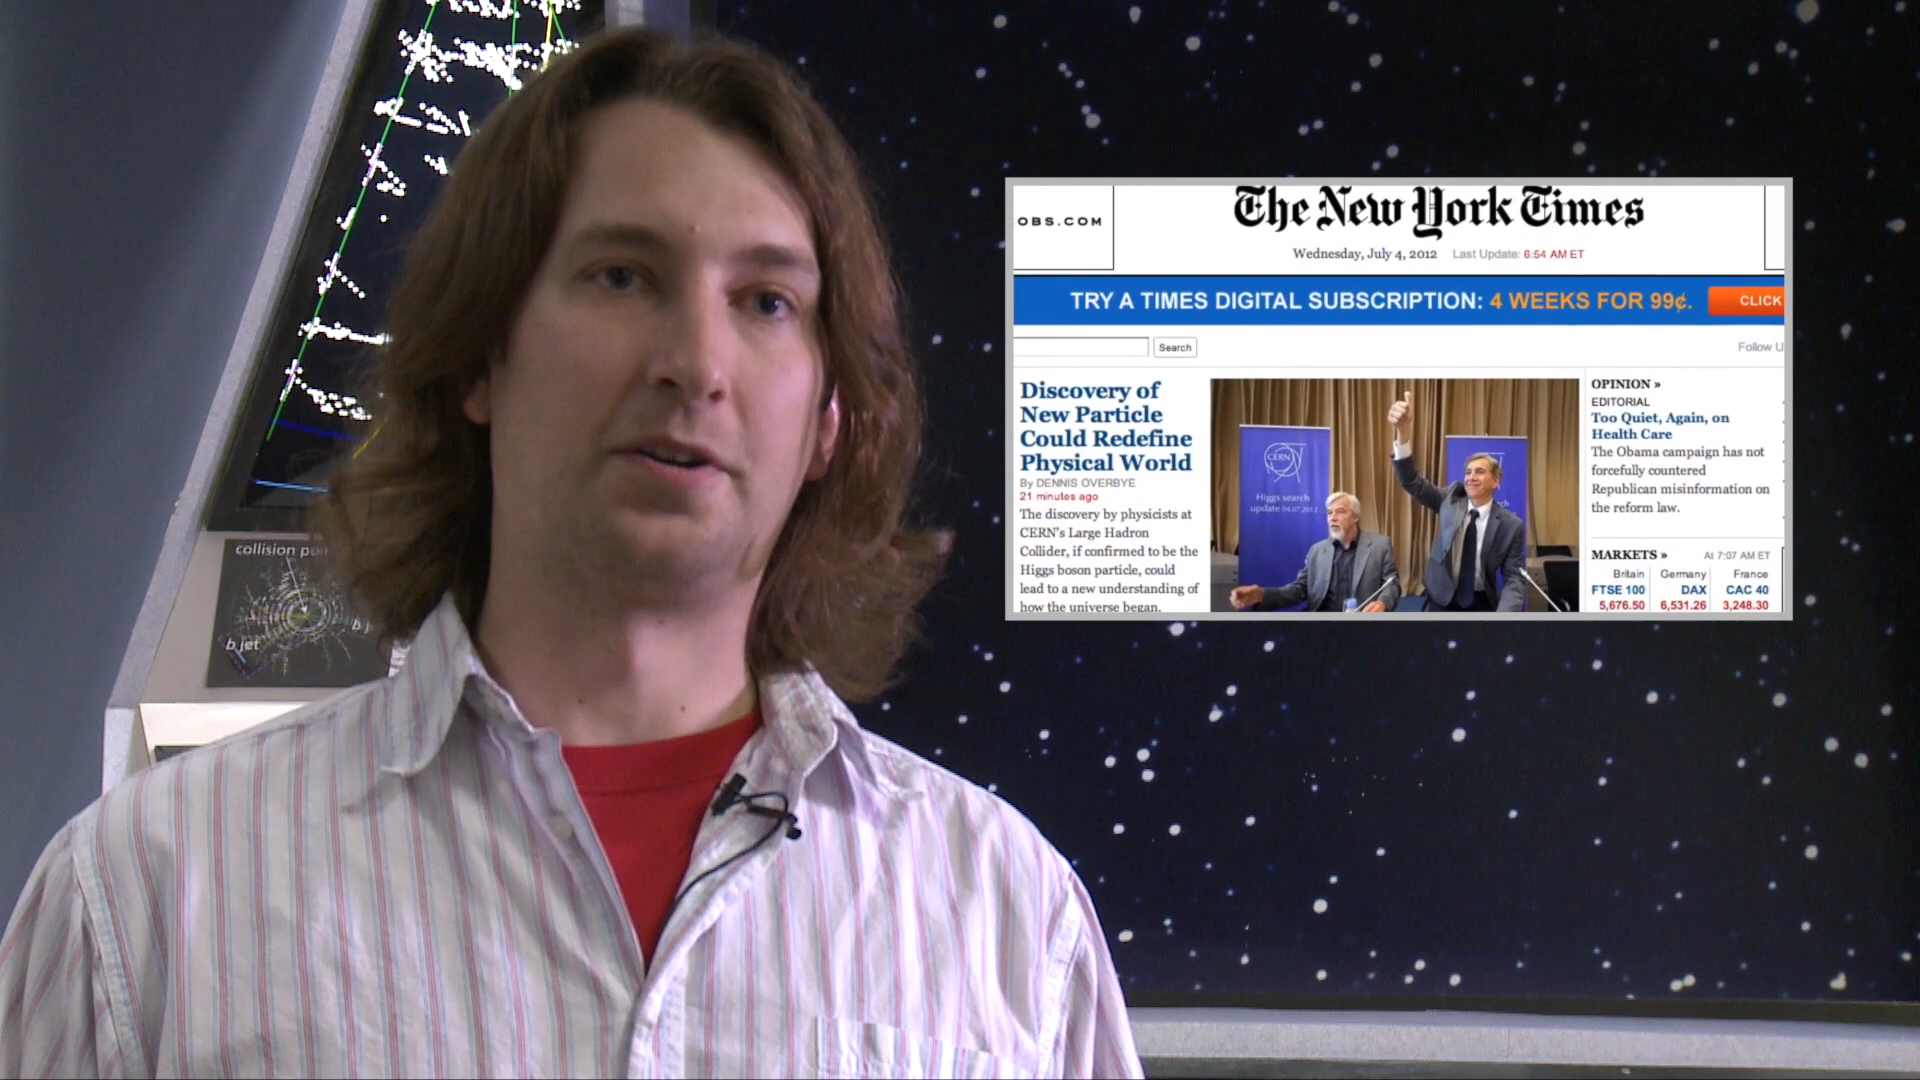 collision poi
b j
b jet
OBS.COM
The New York Times
Wednesday, July 4, 2012 Last Update: 6:54 AM ET
TRY A TIMES DIGITAL SUBSCRIPTION: 4 WEEKS FOR 99¢. CLICK
Search
Follow U
Discovery of
New Particle
Could Redefine
Physical World
By DENNIS OVERBYE
21 minutes ago
The discovery by physicists at
CERN's Large Hadron
Collider, if confirmed to be the
Higgs boson particle, could
lead to a new understanding of
how the universe began.
CERN
Higgs search
update 04.07.2012
rch
OPINION »
EDITORIAL
Too Quiet, Again, on
Health Care
The Obama campaign has not
forcefully countered
Republican misinformation on
the reform law.
MARKETS » At 7:07 AM ET
Britain Germany France
FTSE 100 DAX CAC 40
5,676.50 6,531.26 3,248.30